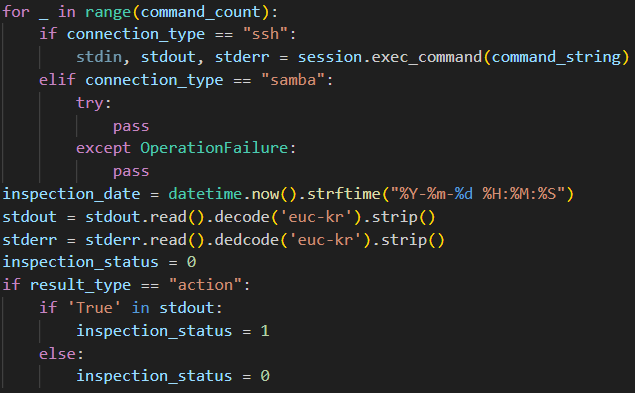 for _ in range(command_count):
    if connection_type == "ssh":
        stdin, stdout, stderr = session.exec_command(command_string)
    elif connection_type == "samba":
        try:
            pass
        except OperationFailure:
            pass
inspection_date = datetime.now().strftime("%Y-%m-%d %H:%M:%S")
stdout = stdout.read().decode('euc-kr').strip()
stderr = stderr.read().dedcode('euc-kr').strip()
inspection_status = 0
if result_type == "action":
    if 'True' in stdout:
        inspection_status = 1
    else:
        inspection_status = 0